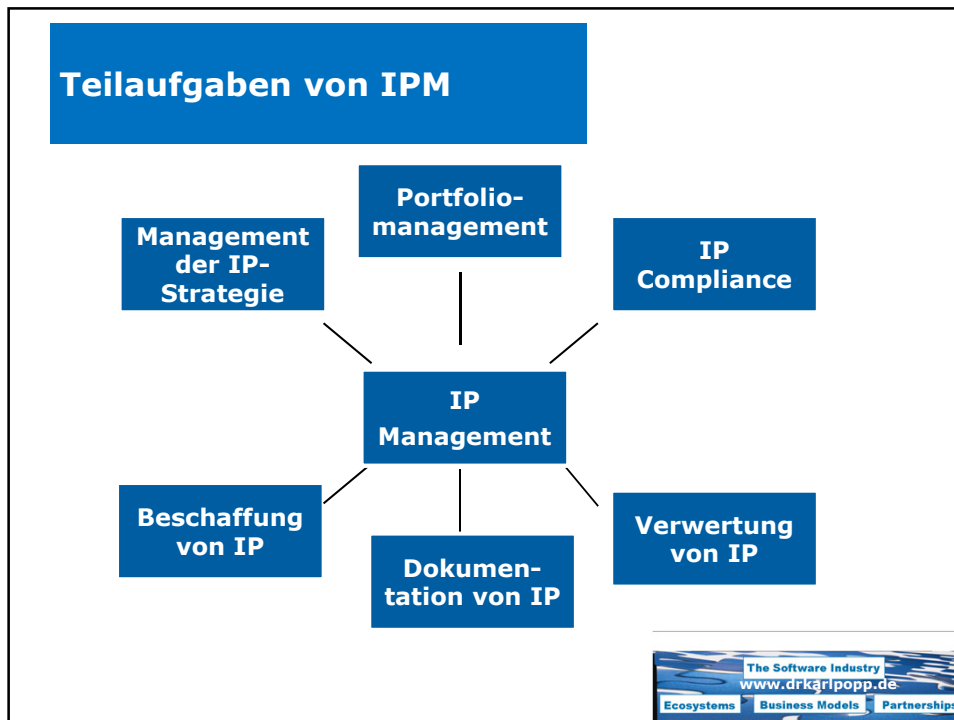 Teilaufgaben von IPM
Portfolio-
management
Management
der IP-
Strategie
IP
Compliance
IP
Management
Beschaffung
von IP
Dokumen-
tation von IP
Verwertung
von IP
The Software Industry
www.drkarlpopp.de
Ecosystems Business Models Partnerships